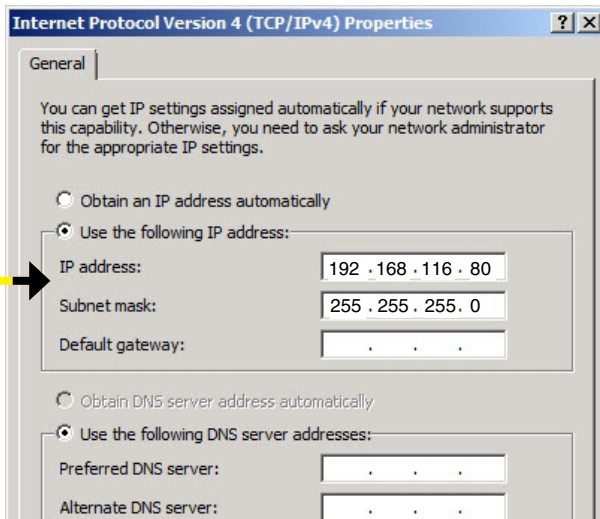 Internet Protocol Version 4 (TCP/IPv4) Properties
General
You can get IP settings assigned automatically if your network supports
this capability. Otherwise, you need to ask your network administrator
for the appropriate IP settings.
Obtain an IP address automatically
Use the following IP address:
IP address: 192 . 168 . 116 . 80
Subnet mask: 255 . 255 . 255 . 0
Default gateway: . . .
Obtain DNS server address automatically
Use the following DNS server addresses:
Preferred DNS server: . . .
Alternate DNS server: . . .